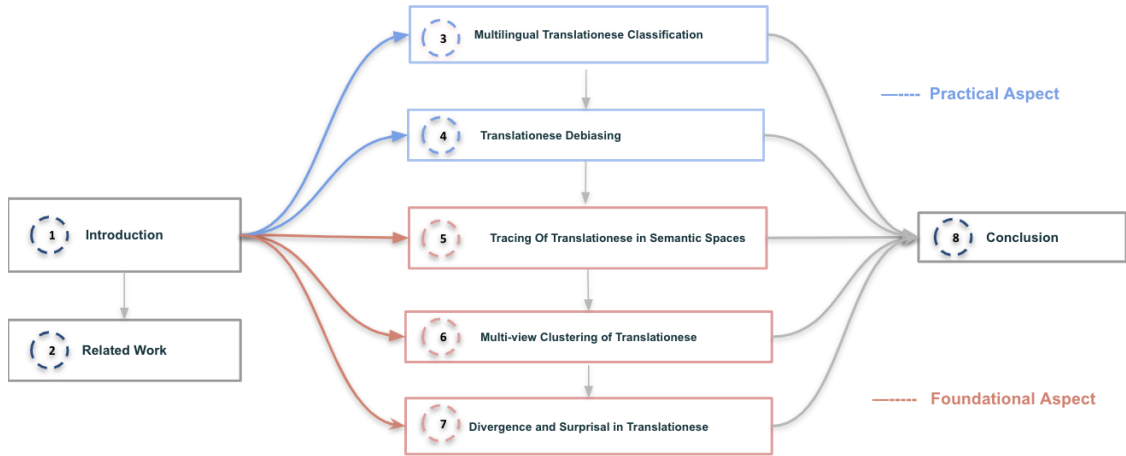 3 Multilingual Translationese Classification
—---- Practical Aspect
4 Translationese Debiasing
1 Introduction
5 Tracing Of Translationese in Semantic Spaces
8 Conclusion
2 Related Work
6 Multi-view Clustering of Translationese
—----- Foundational Aspect
7 Divergence and Surprisal in Translationese